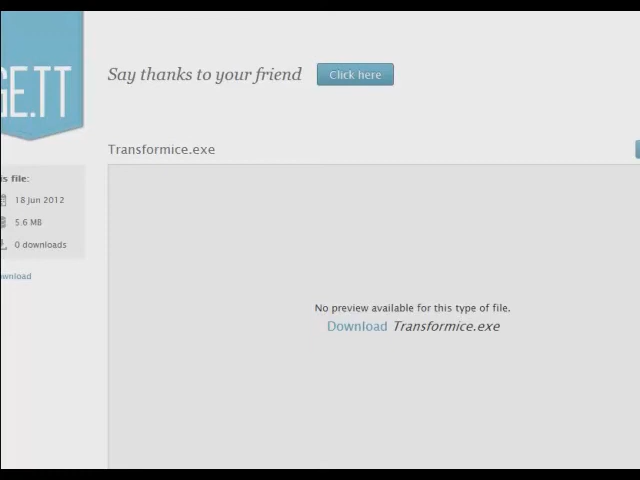 GE.TT
Say thanks to your friend
Click here
Transformice.exe
is file:
18 Jun 2012
5.6 MB
0 downloads
ownload
No preview available for this type of file.
Download Transformice.exe